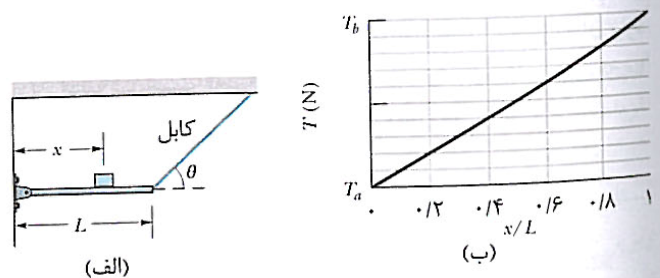 کابل
x
θ
L
(الف)
T_b
T (N)
T_a
۰ ۰/۲ ۰/۴ ۰/۶ ۰/۸ ۱
x/L
(ب)